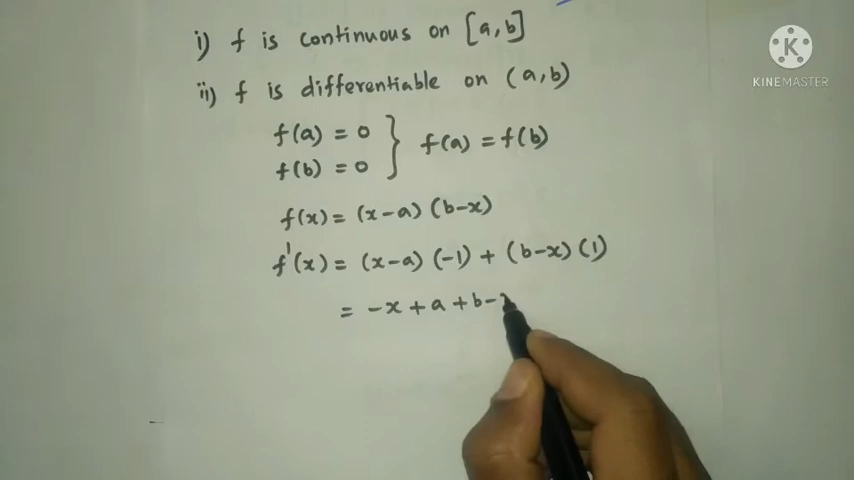 i) f is continuous on [a,b]
ii) f is differentiable on (a,b)
f(a) = 0
f(b) = 0
f(a) = f(b)
f(x) = (x-a) (b-x)
f'(x) = (x-a) (-1) + (b-x) (1)
= -x + a + b -
K
KINEMASTER